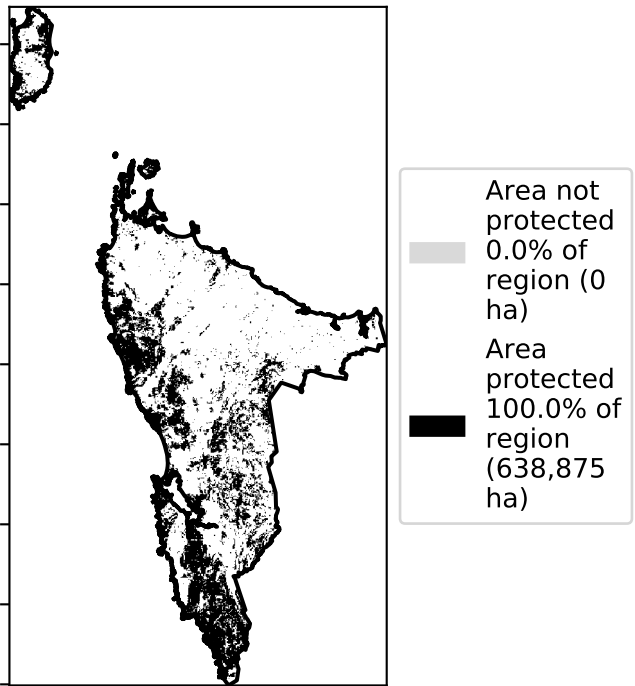 Area not
protected
0.0% of
region (0
ha)
Area
protected
100.0% of
region
(638,875
ha)